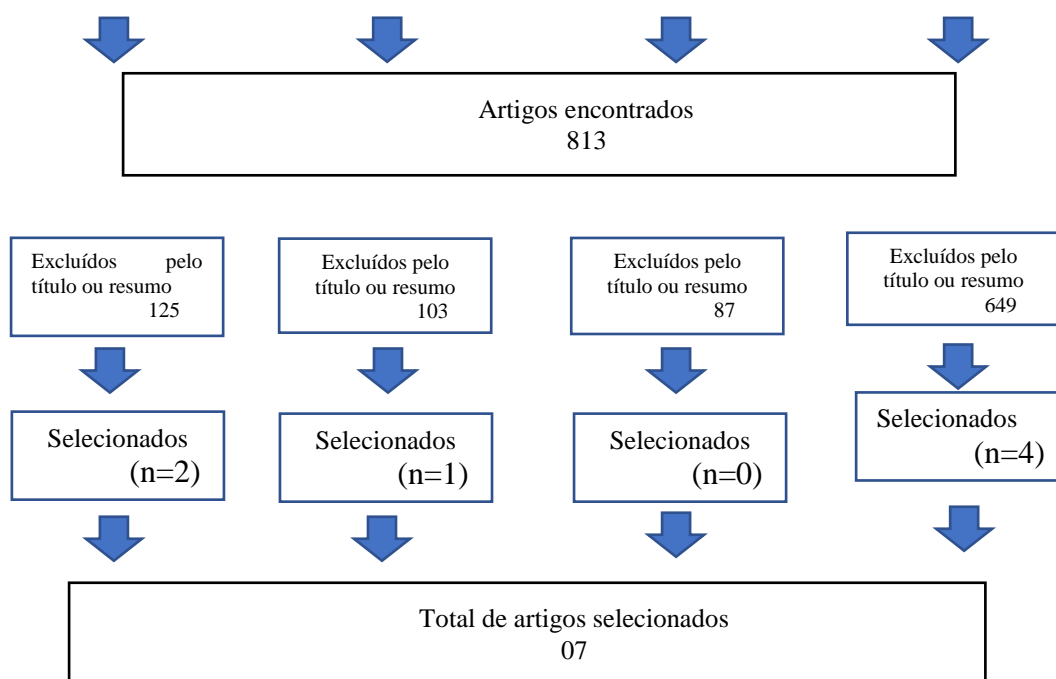 Artigos encontrados
813
Excluídos pelo
título ou resumo
125
Excluídos pelo
título ou resumo
103
Excluídos pelo
título ou resumo
87
Excluídos pelo
título ou resumo
649
Selecionados
(n=2)
Selecionados
(n=1)
Selecionados
(n=0)
Selecionados
(n=4)
Total de artigos selecionados
07